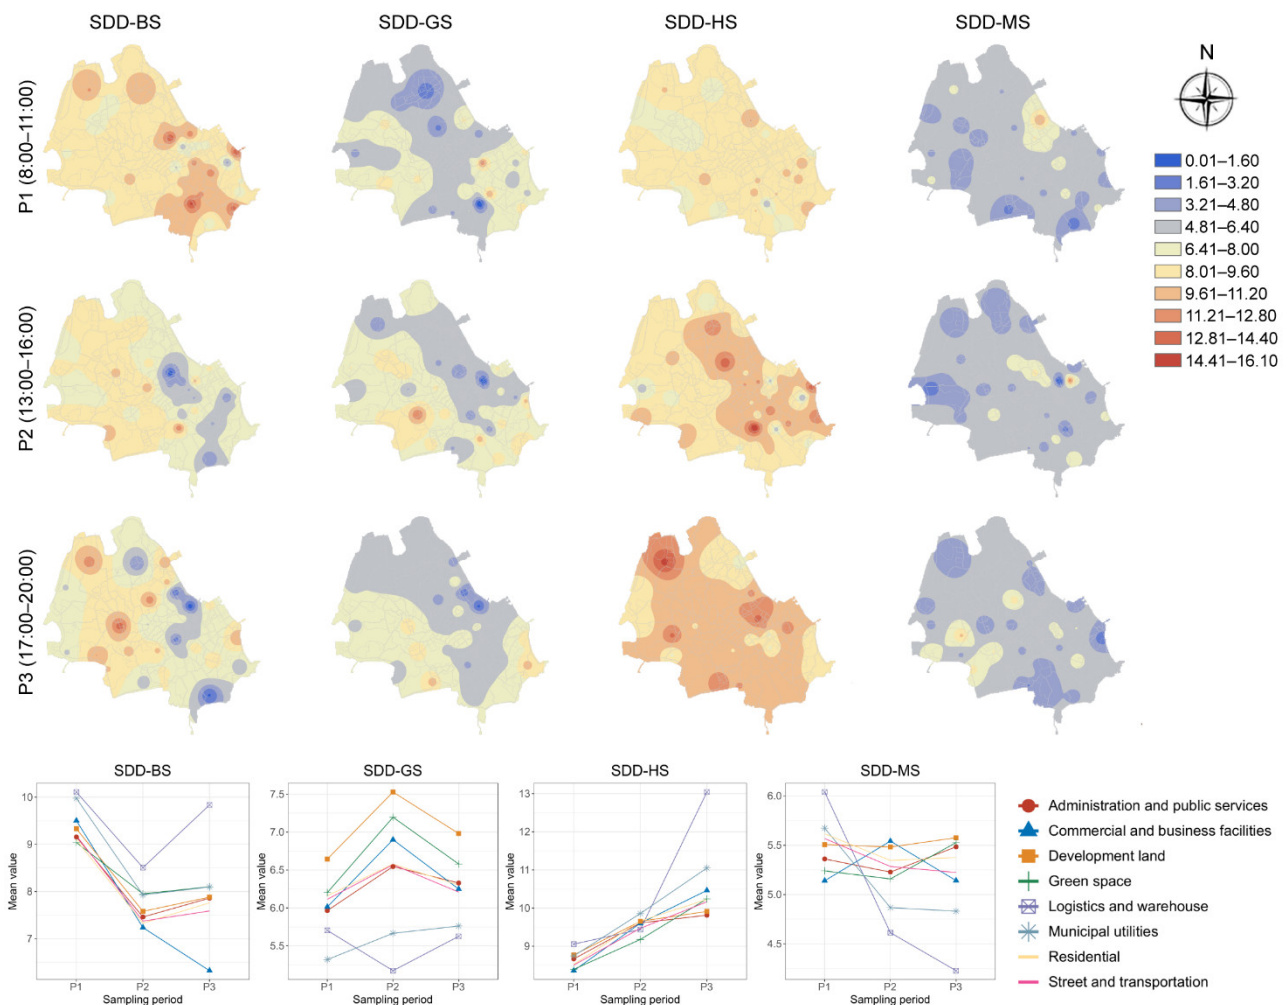 SDD-BS SDD-GS SDD-HS SDD-MS
N
P1 (8:00–11:00)
0.01–1.60
1.61–3.20
3.21–4.80
4.81–6.40
6.41–8.00
8.01–9.60
9.61–11.20
11.21–12.80
12.81–14.40
14.41–16.10
P2 (13:00–16:00)
P3 (17:00–20:00)
SDD-BS
10
9
8
7
Mean value
P1 P2 P3
Sampling period
SDD-GS
7.5
7.0
6.5
6.0
5.5
Mean value
P1 P2 P3
Sampling period
SDD-HS
13
12
11
10
9
Mean value
P1 P2 P3
Sampling period
SDD-MS
6.0
5.5
5.0
4.5
Mean value
P1 P2 P3
Sampling period
Administration and public services
Commercial and business facilities
Development land
Green space
Logistics and warehouse
Municipal utilities
Residential
Street and transportation